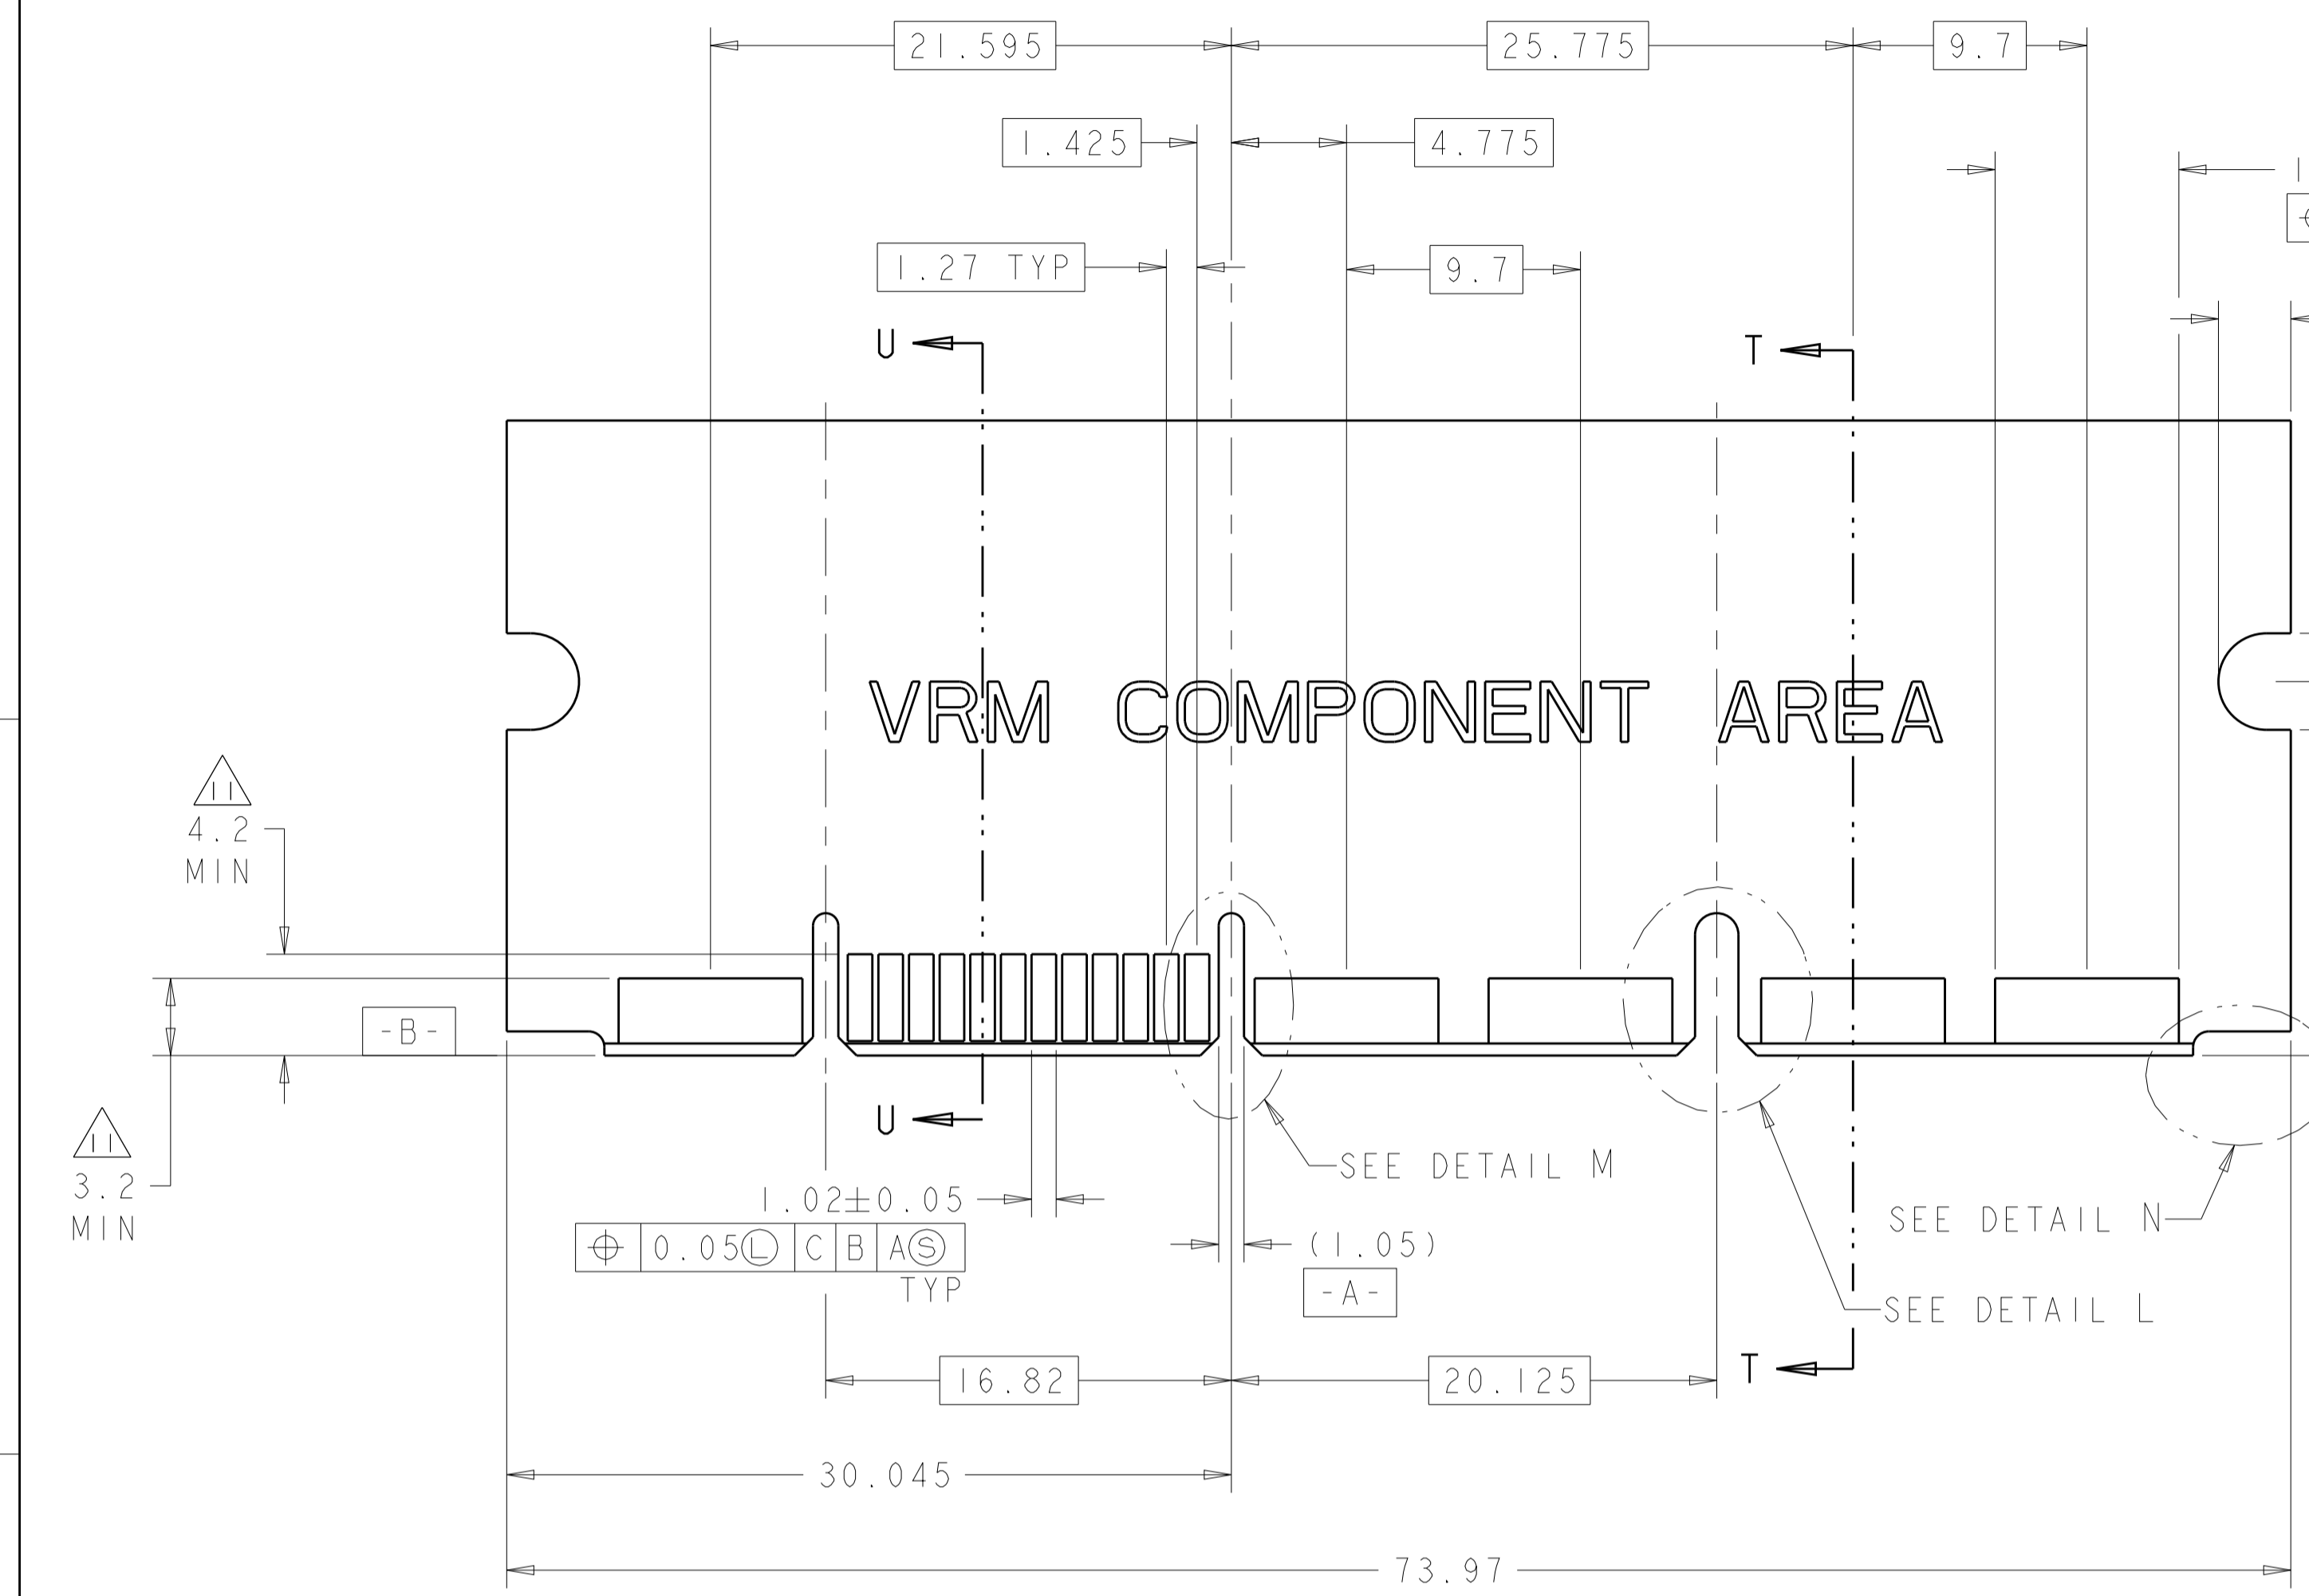 21.595
25.775
9.7
1.425
4.775
1.27 TYP
9.7
U
T
VRM COMPONENT AREA
11
4.2
MIN
-B-
11
3.2
MIN
U
SEE DETAIL M
1.02±0.05
0.05 L C B A S
TYP
(1.05)
-A-
SEE DETAIL N
SEE DETAIL L
T
16.82
20.125
30.045
73.97